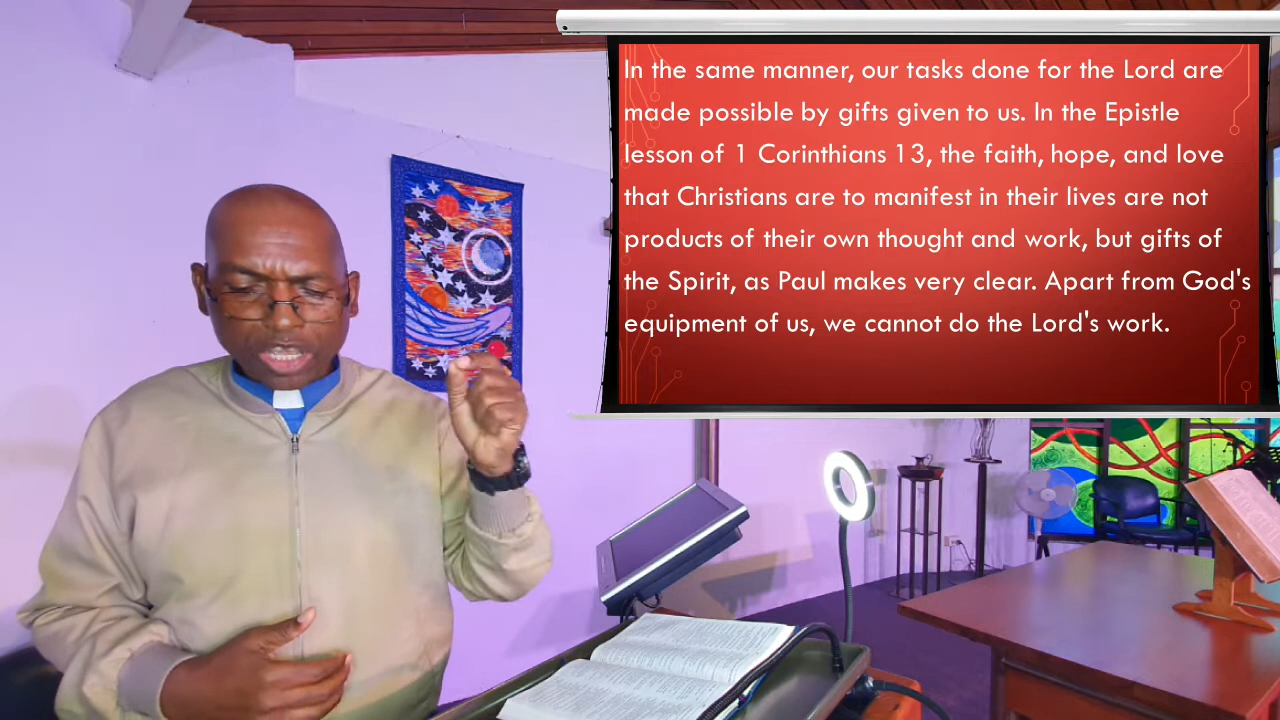 In the same manner, our tasks done for the Lord are
made possible by gifts given to us. In the Epistle
lesson of 1 Corinthians 13, the faith, hope, and love
that Christians are to manifest in their lives are not
products of their own thought and work, but gifts of
the Spirit, as Paul makes very clear. Apart from God's
equipment of us, we cannot do the Lord's work.